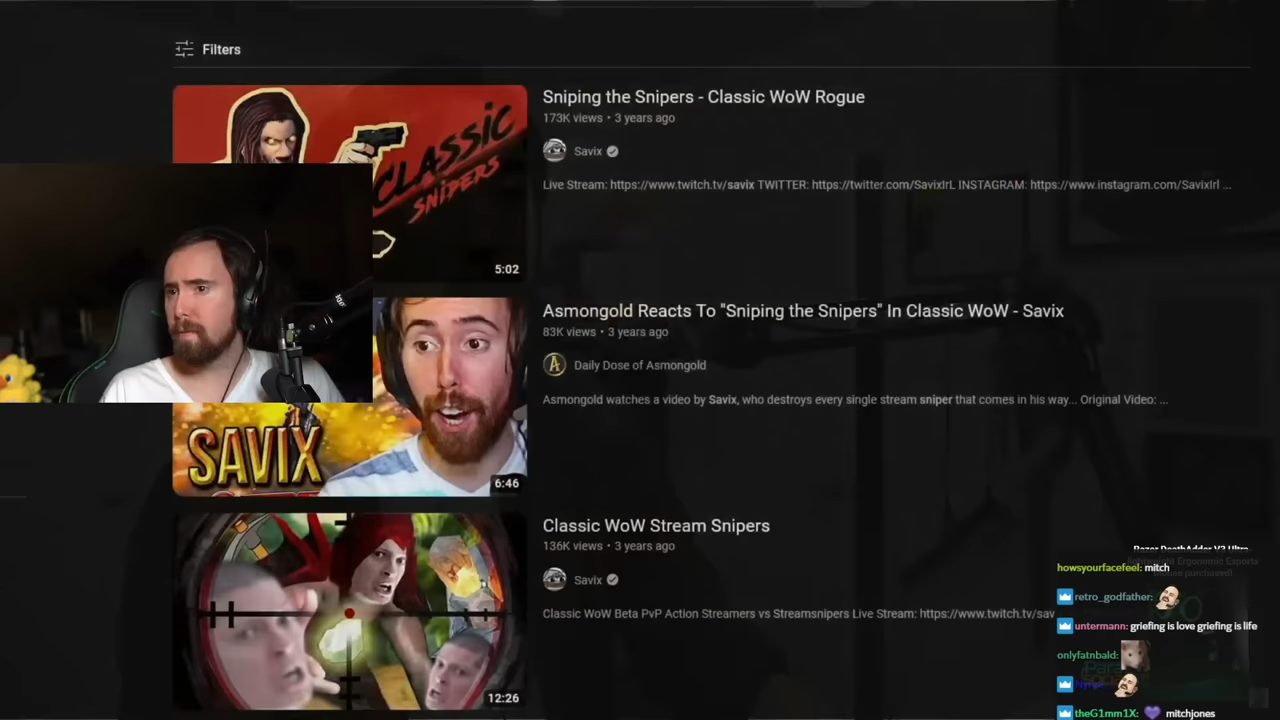 Filters
Sniping the Snipers - Classic WoW Rogue
173K views • 3 years ago
Savix
Live Stream: https://www.twitch.tv/savix TWITTER: https://twitter.com/SavixIrL INSTAGRAM: https://www.instagram.com/SavixIrl ...
CLASSIC
SNIPERS
5:02
Asmongold Reacts To "Sniping the Snipers" In Classic WoW - Savix
83K views • 3 years ago
Daily Dose of Asmongold
Asmongold watches a video by Savix, who destroys every single stream sniper that comes in his way... Original Video: ...
SAVIX
6:46
Classic WoW Stream Snipers
136K views • 3 years ago
Savix
Classic WoW Beta PvP Action Streamers vs Streamsnipers Live Stream: https://www.twitch.tv/sav
12:26
Razer DeathAdder V3 Ultra
howsyourfacefeel: mitch
retro_godfather:
untermann: griefing is love griefing is life
onlyfatnbald:
theG1mm1X: mitchjones